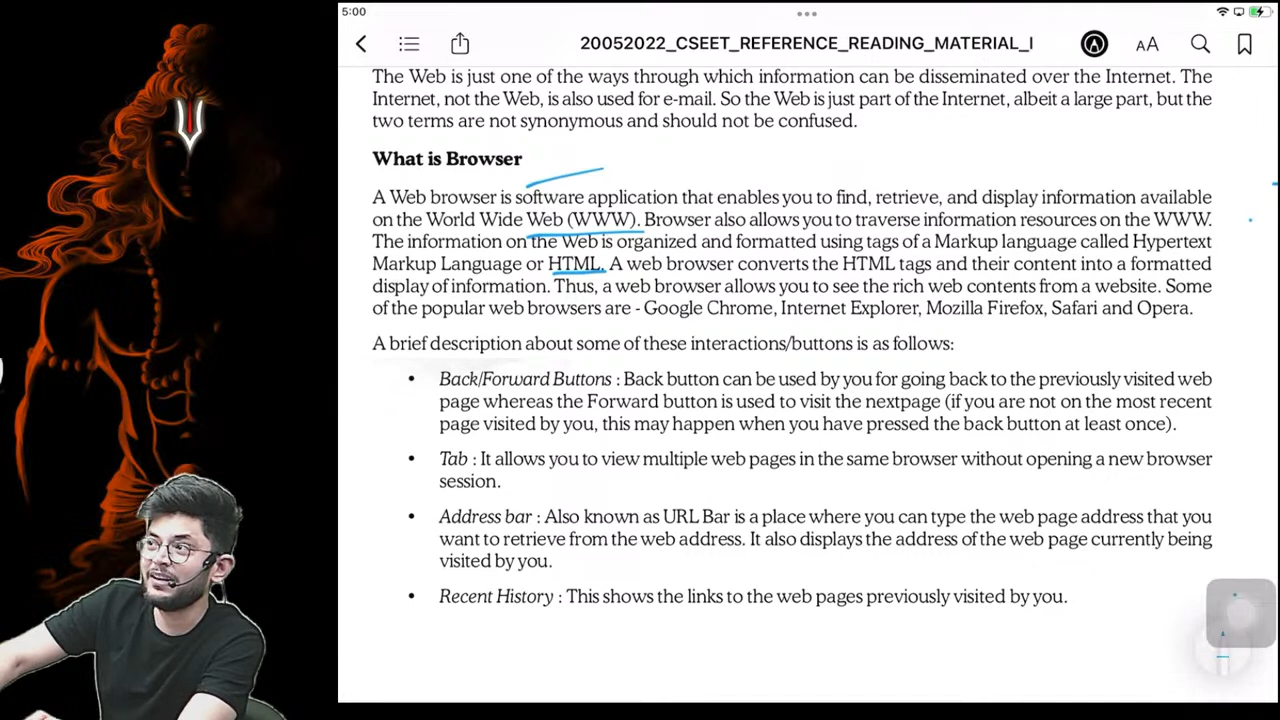 5:00
20052022_CSEET_REFERENCE_READING_MATERIAL_I
AA
The Web is just one of the ways through which information can be disseminated over the Internet. The
Internet, not the Web, is also used for e-mail. So the Web is just part of the Internet, albeit a large part, but the
two terms are not synonymous and should not be confused.
What is Browser
A Web browser is software application that enables you to find, retrieve, and display information available
on the World Wide Web (WWW). Browser also allows you to traverse information resources on the WWW.
The information on the Web is organized and formatted using tags of a Markup language called Hypertext
Markup Language or HTML. A web browser converts the HTML tags and their content into a formatted
display of information. Thus, a web browser allows you to see the rich web contents from a website. Some
of the popular web browsers are - Google Chrome, Internet Explorer, Mozilla Firefox, Safari and Opera.
A brief description about some of these interactions/buttons is as follows:
• Back/Forward Buttons : Back button can be used by you for going back to the previously visited web
page whereas the Forward button is used to visit the nextpage (if you are not on the most recent
page visited by you, this may happen when you have pressed the back button at least once).
• Tab : It allows you to view multiple web pages in the same browser without opening a new browser
session.
• Address bar : Also known as URL Bar is a place where you can type the web page address that you
want to retrieve from the web address. It also displays the address of the web page currently being
visited by you.
• Recent History : This shows the links to the web pages previously visited by you.